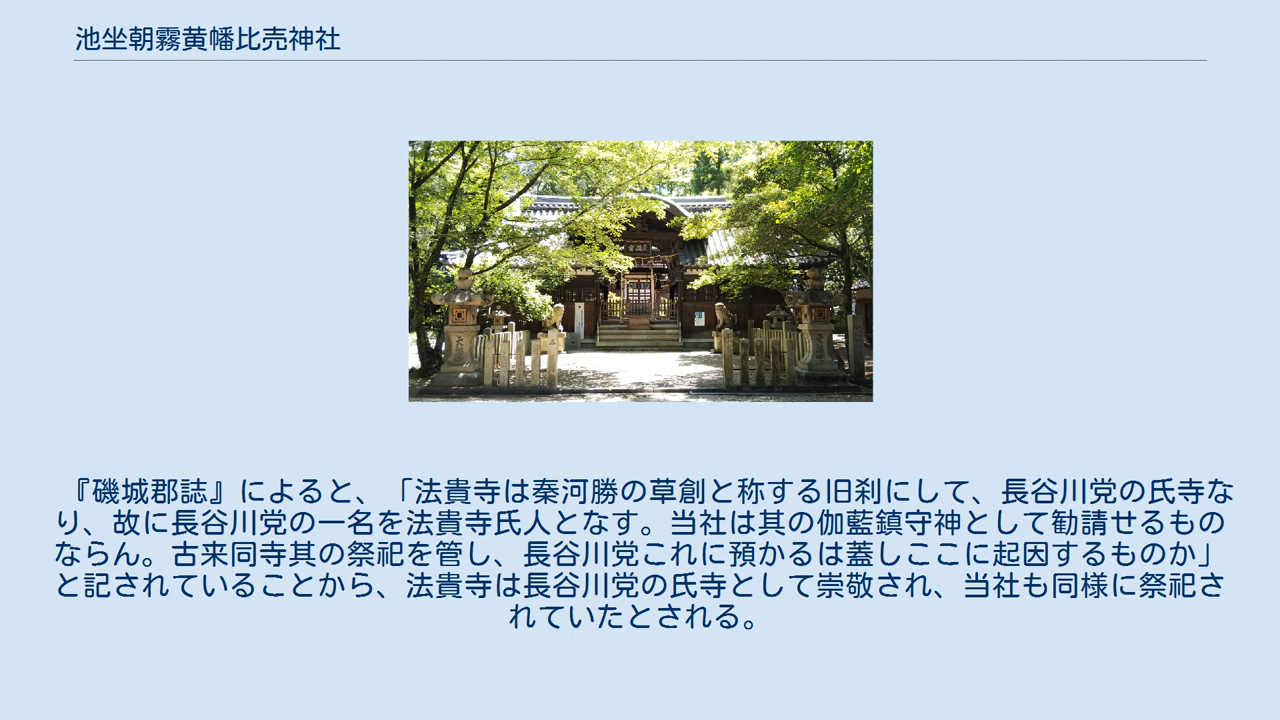 池坐朝霧黄幡比売神社
『磯城郡誌』によると、「法貴寺は秦河勝の草創と称する旧刹にして、長谷川党の氏寺な
り、故に長谷川党の一名を法貴寺氏人となす。当社は其の伽藍鎮守神として勧請せるもの
ならん。古来同寺其の祭祀を管し、長谷川党これに預かるは蓋しここに起因するものか」
と記されていることから、法貴寺は長谷川党の氏寺として崇敬され、当社も同様に祭祀さ
れていたとされる。